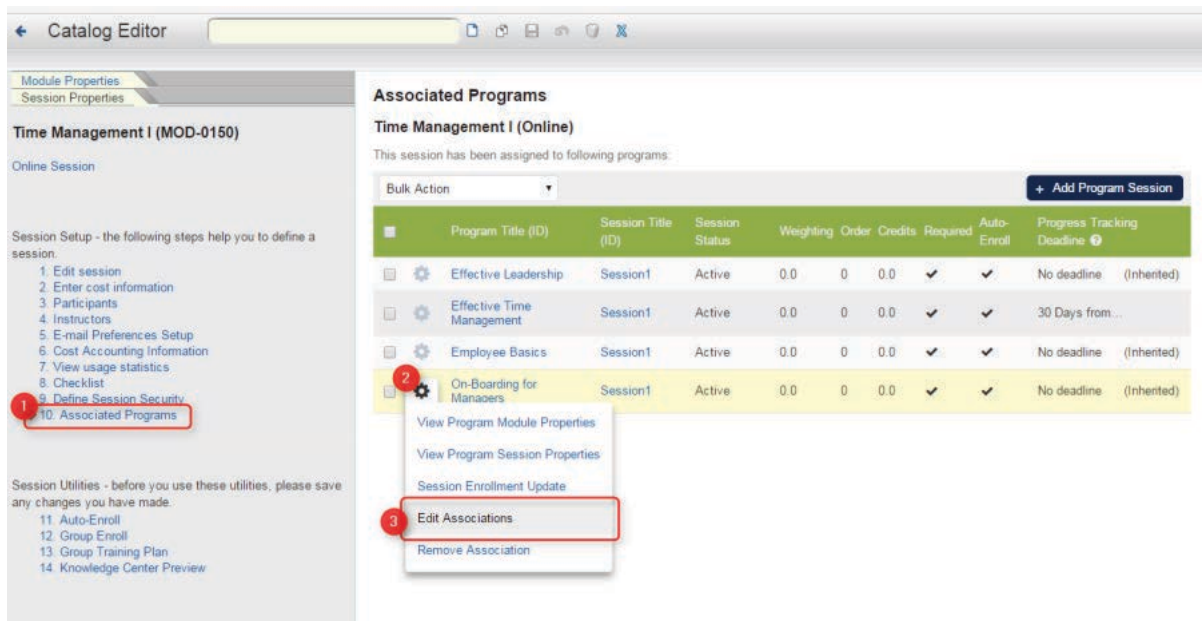 Catalog Editor
Module Properties
Session Properties
Time Management I (MOD-0150)
Online Session
Session Setup - the following steps help you to define a
session.
1. Edit session
2. Enter cost information
3. Participants
4. Instructors
5. E-mail Preferences Setup
6. Cost Accounting Information
7. View usage statistics
8. Checklist
9. Define Session Security
1
10. Associated Programs
Session Utilities - before you use these utilities, please save
any changes you have made.
11. Auto-Enroll
12. Group Enroll
13. Group Training Plan
14. Knowledge Center Preview
Associated Programs
Time Management I (Online)
This session has been assigned to following programs:
Bulk Action
+ Add Program Session
Program Title (ID) Session Title (ID) Session Status Weighting Order Credits Required Auto-Enroll Progress Tracking Deadline ?
Effective Leadership Session1 Active 0.0 0 0.0 ✔ ✔ No deadline (Inherited)
Effective Time Management Session1 Active 0.0 0 0.0 ✔ ✔ 30 Days from...
Employee Basics Session1 Active 0.0 0 0.0 ✔ ✔ No deadline (Inherited)
2
On-Boarding for Managers Session1 Active 0.0 0 0.0 ✔ ✔ No deadline (Inherited)
View Program Module Properties
View Program Session Properties
Session Enrollment Update
3
Edit Associations
Remove Association